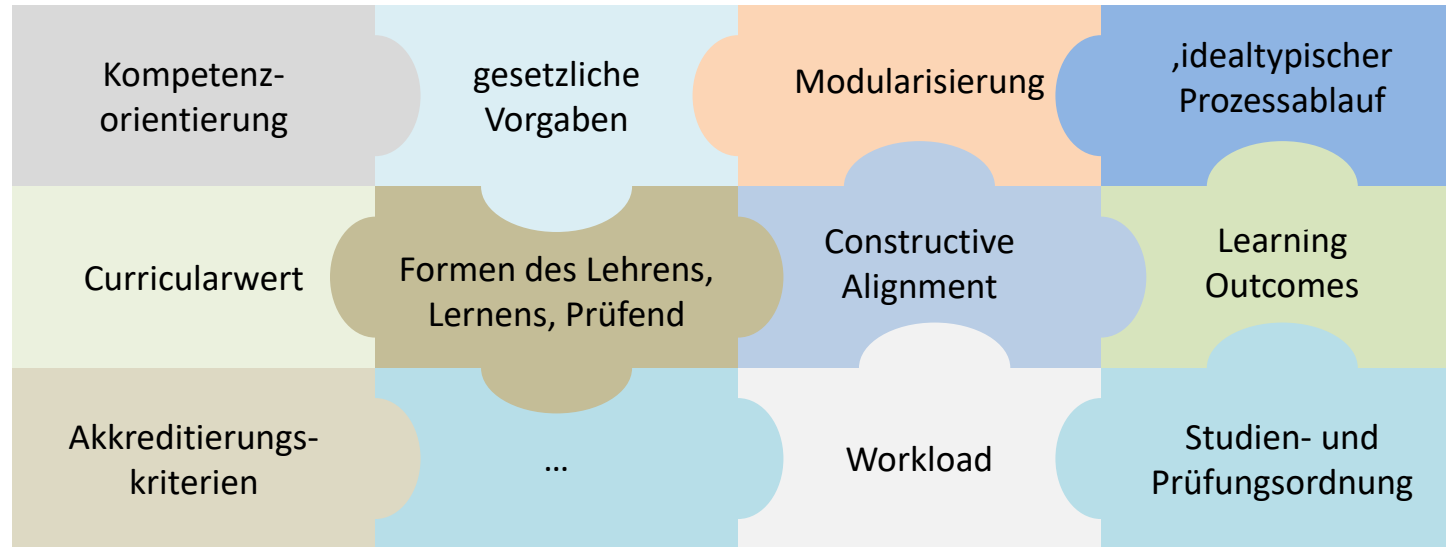 Kompetenz-
orientierung
gesetzliche
Vorgaben
Modularisierung
‚idealtypischer
Prozessablauf
Curricularwert
Formen des Lehrens,
Lernens, Prüfend
Constructive
Alignment
Learning
Outcomes
Akkreditierungs-
kriterien
…
Workload
Studien- und
Prüfungsordnung